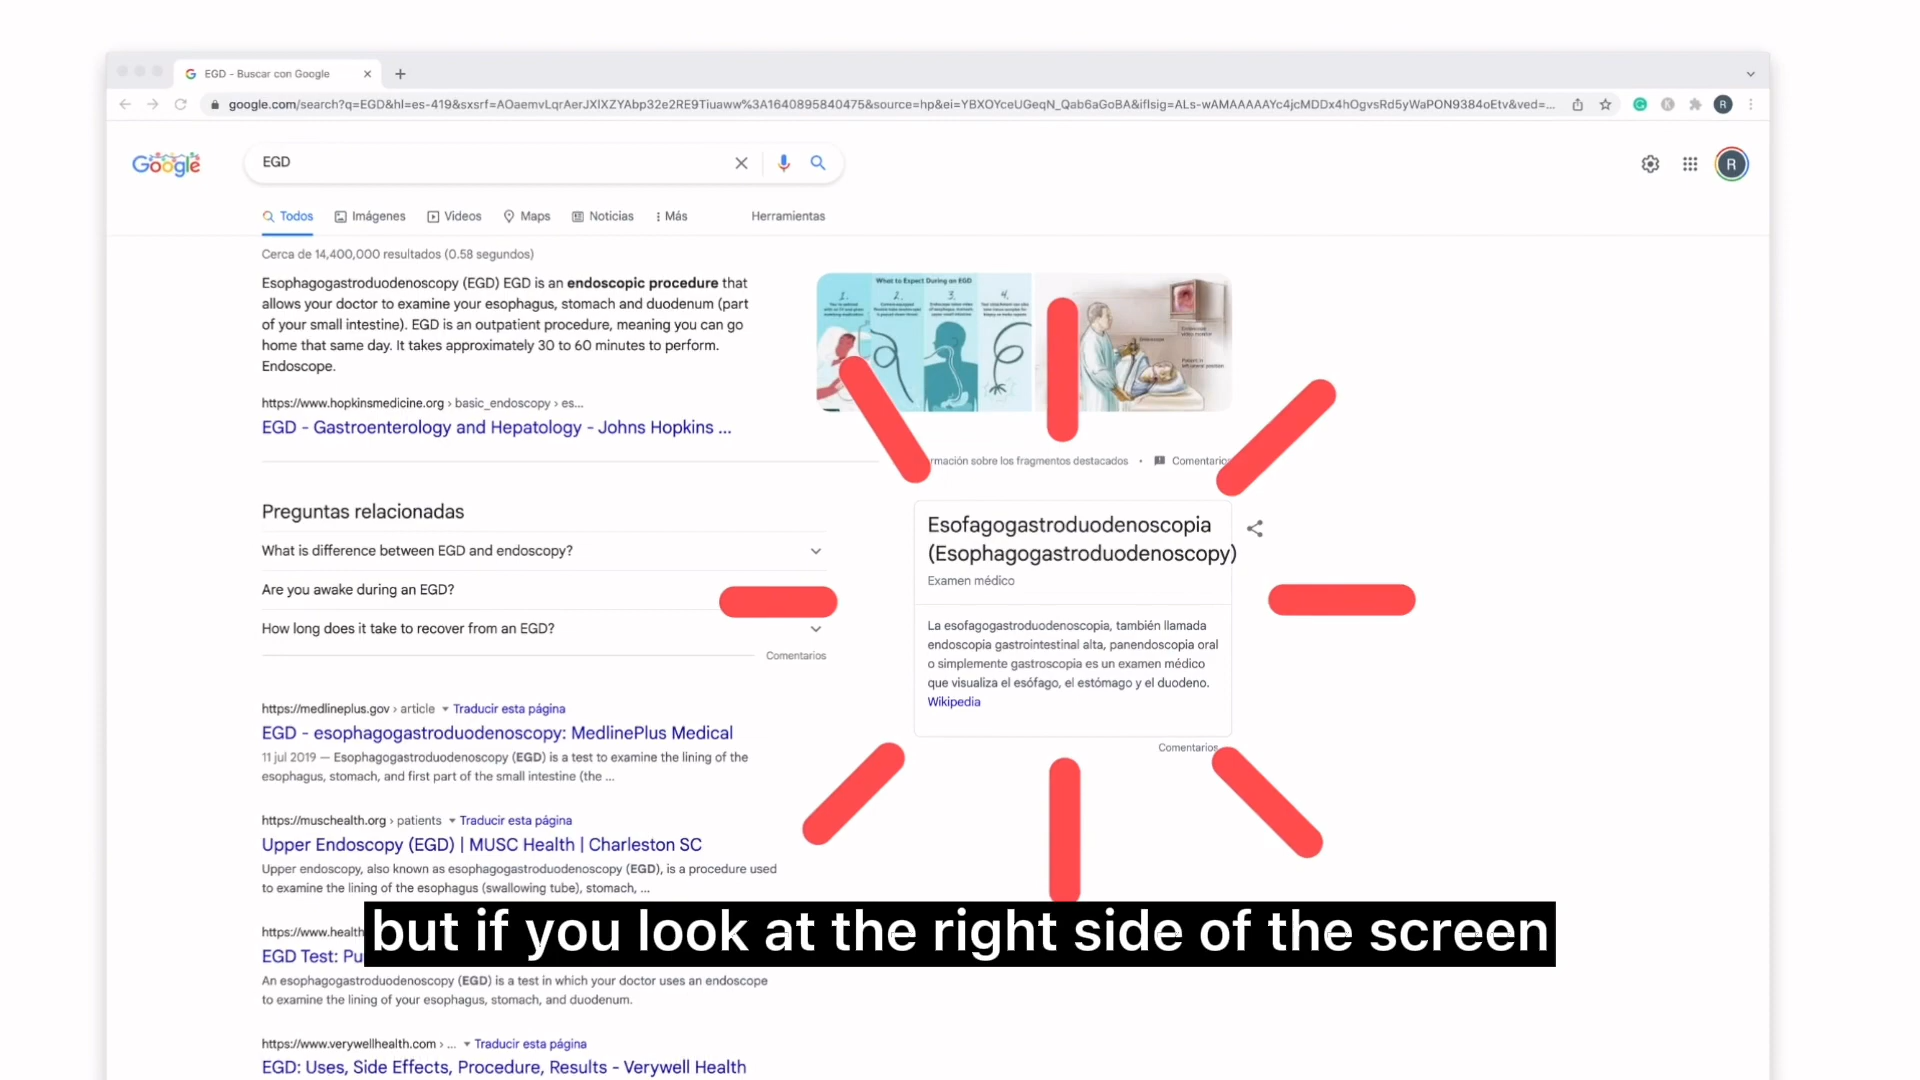 EGD - Buscar con Google
google.com/search?q=EGD&hl=es-419&sxsrf=AOaemvLqrAerJXIXZYAbp32e2RE9Tiuaww%3A1640895840475&source=hp&ei=YBXOYceUGeqN_Qab6aGoBA&iflsig=ALs-wAMAAAAAYc4jcMDDx4hOgvsRd5yWaPON9384oEtv&ved=...
R
Google
EGD
R
Todos
Imágenes
Videos
Maps
Noticias
Más
Herramientas
Cerca de 14,400,000 resultados (0.58 segundos)
Esophagogastroduodenoscopy (EGD) EGD is an endoscopic procedure that
allows your doctor to examine your esophagus, stomach and duodenum (part
of your small intestine). EGD is an outpatient procedure, meaning you can go
home that same day. It takes approximately 30 to 60 minutes to perform.
Endoscope.
What to Expect During an EGD
1.
2.
3.
4.
https://www.hopkinsmedicine.org › basic_endoscopy › es...
EGD - Gastroenterology and Hepatology - Johns Hopkins ...
rmación sobre los fragmentos destacados
Comentarios
Preguntas relacionadas
What is difference between EGD and endoscopy?
Are you awake during an EGD?
How long does it take to recover from an EGD?
Comentarios
Esofagogastroduodenoscopia
(Esophagogastroduodenoscopy)
Examen médico
La esofagogastroduodenoscopia, también llamada
endoscopia gastrointestinal alta, panendoscopia oral
o simplemente gastroscopia es un examen médico
que visualiza el esófago, el estómago y el duodeno.
Wikipedia
Comentarios
https://medlineplus.gov › article
Traducir esta página
EGD - esophagogastroduodenoscopy: MedlinePlus Medical
11 jul 2019 — Esophagogastroduodenoscopy (EGD) is a test to examine the lining of the
esophagus, stomach, and first part of the small intestine (the ...
https://muschealth.org › patients
Traducir esta página
Upper Endoscopy (EGD) | MUSC Health | Charleston SC
Upper endoscopy, also known as esophagogastroduodenoscopy (EGD), is a procedure used
to examine the lining of the esophagus (swallowing tube), stomach, ...
https://www.health
EGD Test: Pu
but if you look at the right side of the screen
An esophagogastroduodenoscopy (EGD) is a test in which your doctor uses an endoscope
to examine the lining of your esophagus, stomach, and duodenum.
https://www.verywellhealth.com › ...
Traducir esta página
EGD: Uses, Side Effects, Procedure, Results - Verywell Health